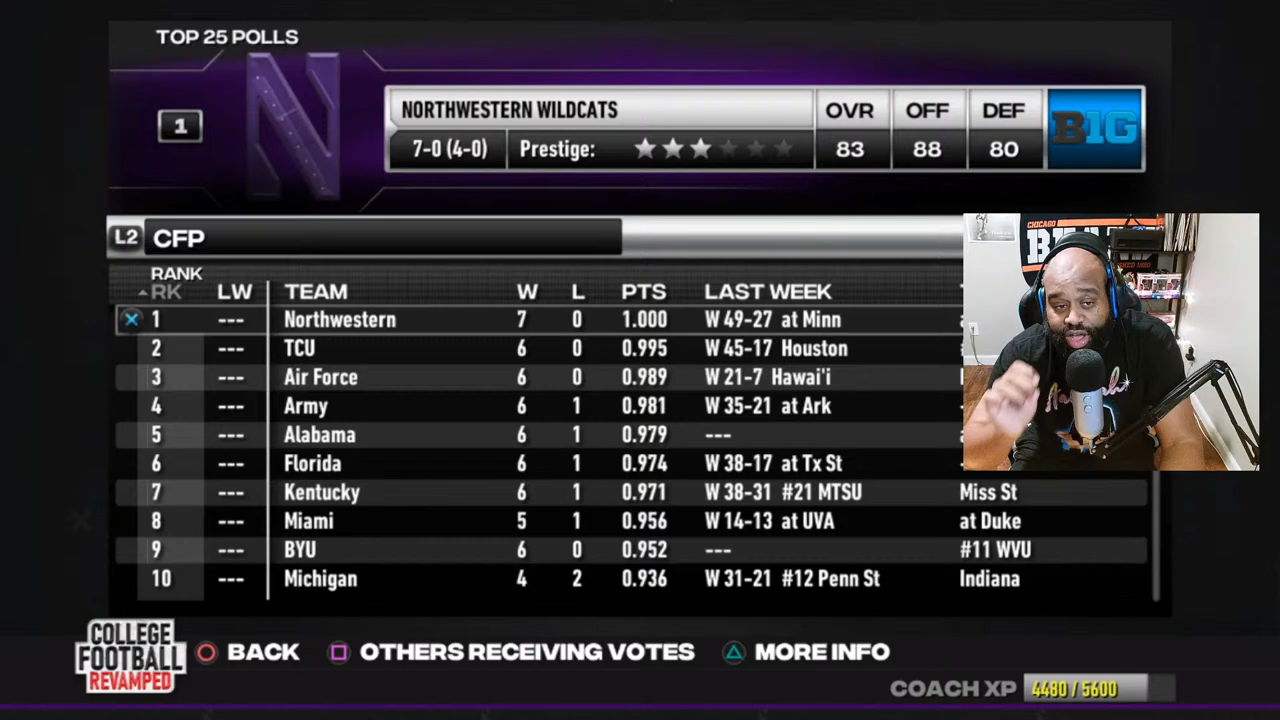 TOP 25 POLLS
1
N
NORTHWESTERN WILDCATS OVR OFF DEF B1G
7-0 (4-0) Prestige: 83 88 80
L2 CFP
RANK
RK LW TEAM W L PTS LAST WEEK
1 --- Northwestern 7 0 1.000 W 49-27 at Minn
2 --- TCU 6 0 0.995 W 45-17 Houston
3 --- Air Force 6 0 0.989 W 21-7 Hawai'i
4 --- Army 6 1 0.981 W 35-21 at Ark
5 --- Alabama 6 1 0.979 ---
6 --- Florida 6 1 0.974 W 38-17 at Tx St
7 --- Kentucky 6 1 0.971 W 38-31 #21 MTSU Miss St
8 --- Miami 5 1 0.956 W 14-13 at UVA at Duke
9 --- BYU 6 0 0.952 --- #11 WVU
10 --- Michigan 4 2 0.936 W 31-21 #12 Penn St Indiana
CHICAGO
COLLEGE
FOOTBALL
REVAMPED
BACK OTHERS RECEIVING VOTES MORE INFO
COACH XP 4480 / 5600